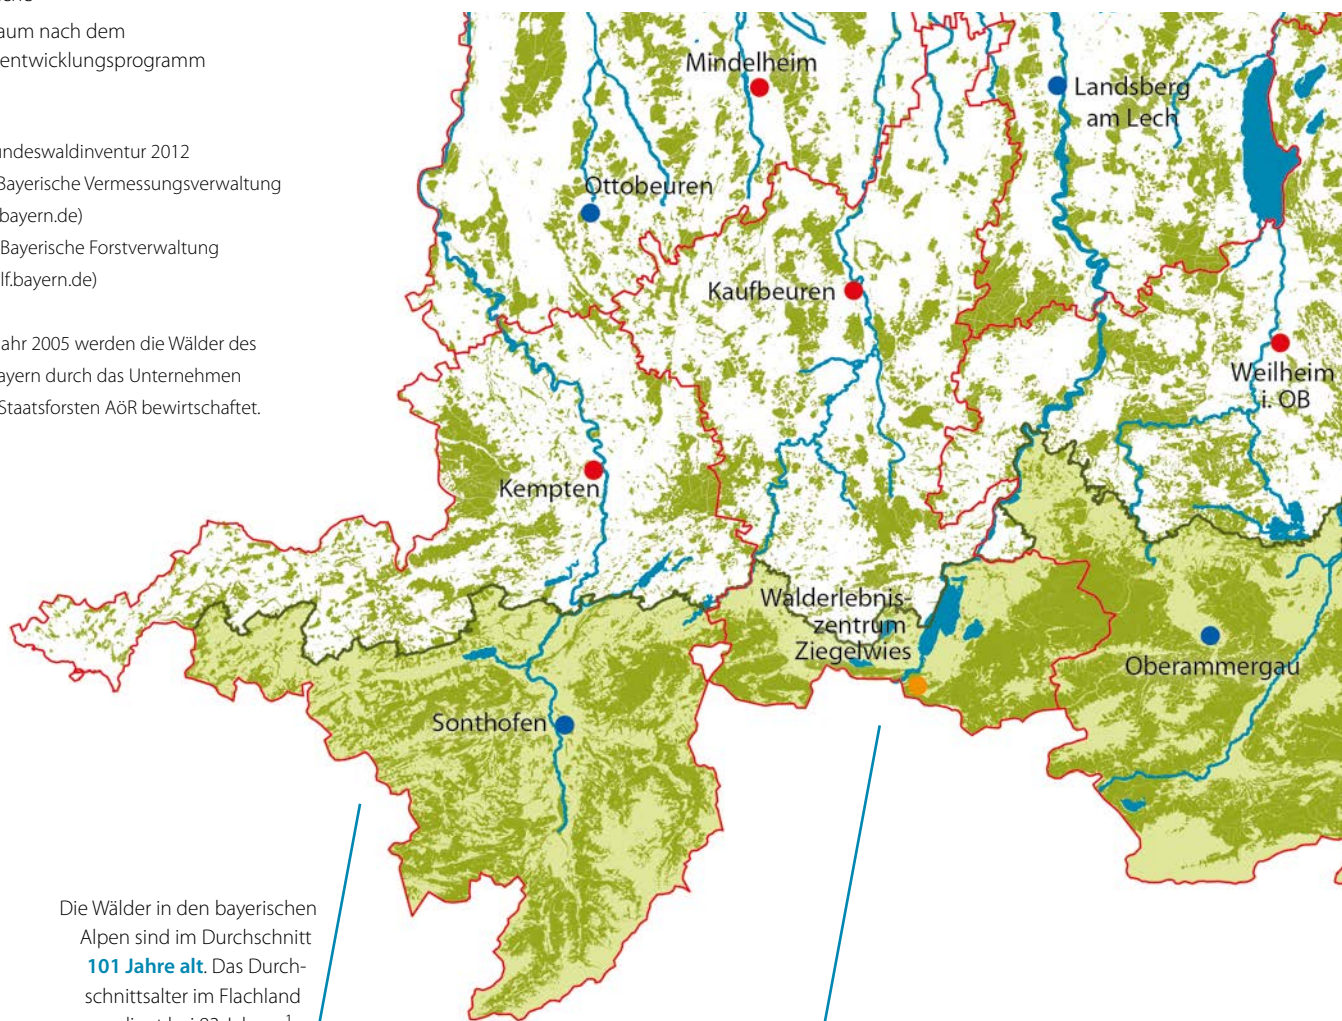 aum nach dem
entwicklungsprogramm
undeswaldinventur 2012
Bayerische Vermessungsverwaltung
bayern.de)
Bayerische Forstverwaltung
lf.bayern.de)
ahr 2005 werden die Wälder des
ayern durch das Unternehmen
Staatsforsten AöR bewirtschaftet.
Mindelheim
Landsberg
am Lech
Ottobeuren
Kaufbeuren
Weilheim
i. OB
Kempten
Walderlebnis-
zentrum
Ziegelwies
Oberammergau
Sonthofen
Die Wälder in den bayerischen
Alpen sind im Durchschnitt
101 Jahre alt. Das Durch-
schnittsalter im Flachland